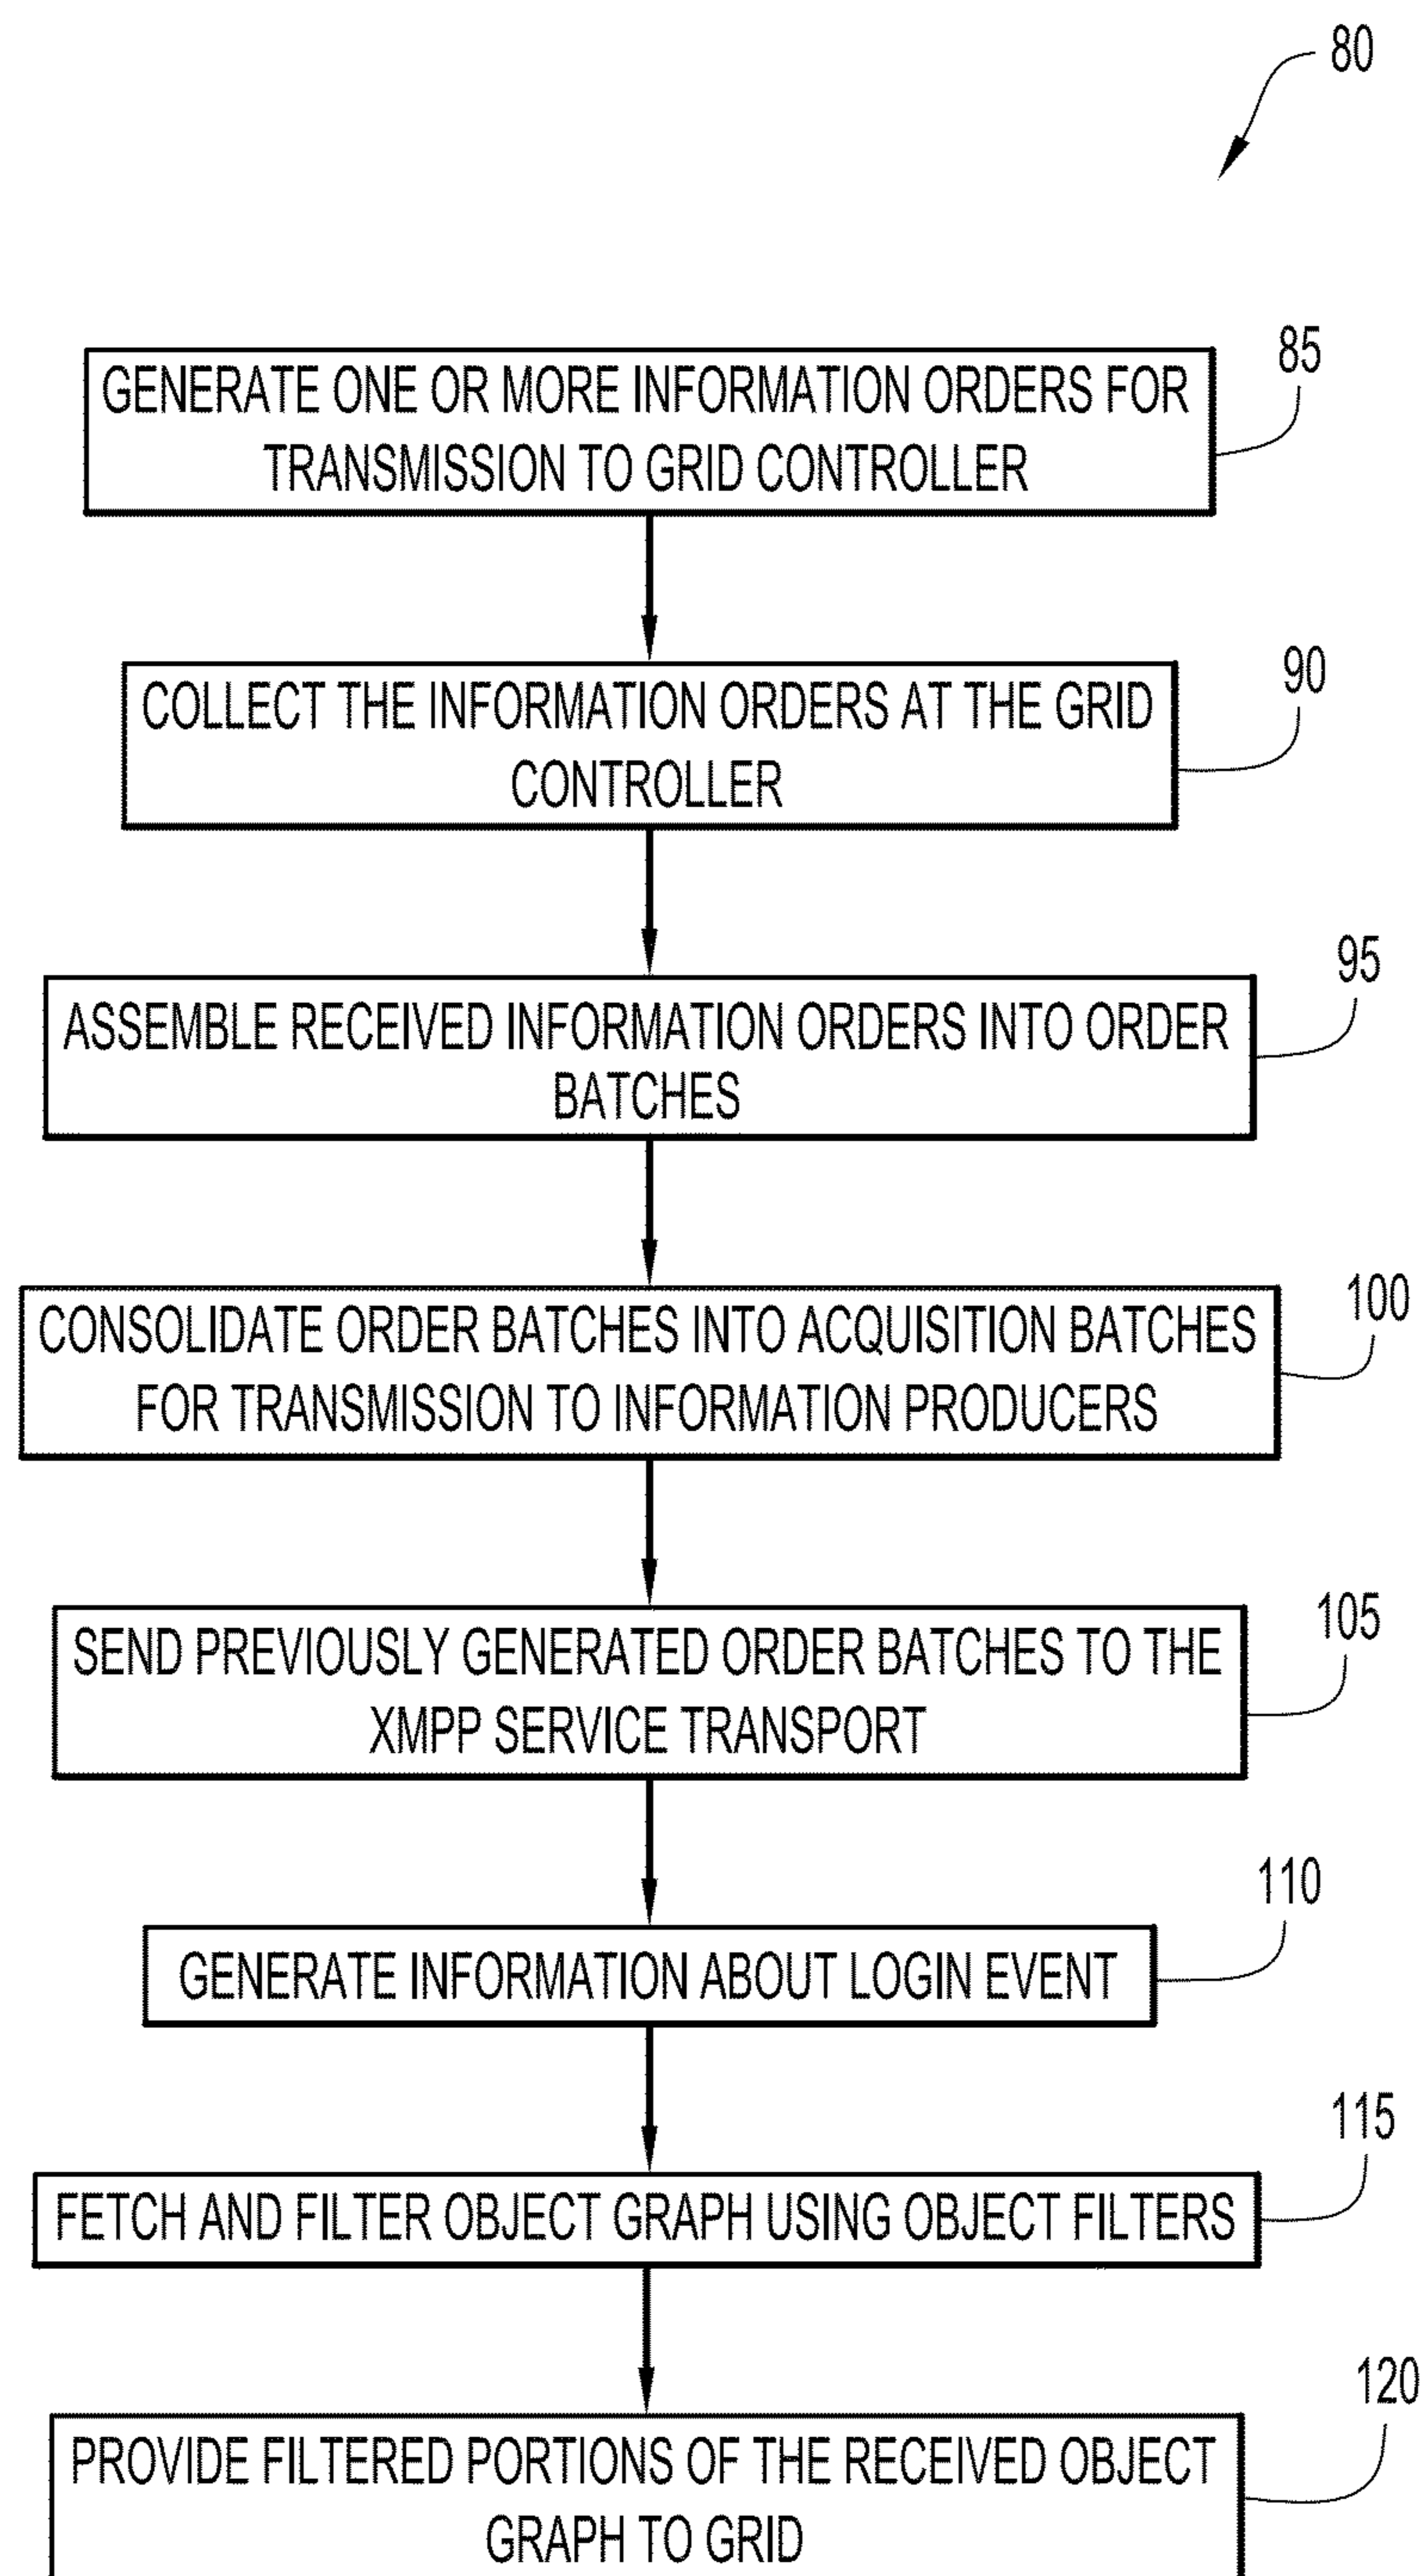 80
85
GENERATE ONE OR MORE INFORMATION ORDERS FOR
TRANSMISSION TO GRID CONTROLLER
90
COLLECT THE INFORMATION ORDERS AT THE GRID
CONTROLLER
95
ASSEMBLE RECEIVED INFORMATION ORDERS INTO ORDER
BATCHES
100
CONSOLIDATE ORDER BATCHES INTO ACQUISITION BATCHES
FOR TRANSMISSION TO INFORMATION PRODUCERS
105
SEND PREVIOUSLY GENERATED ORDER BATCHES TO THE
XMPP SERVICE TRANSPORT
110
GENERATE INFORMATION ABOUT LOGIN EVENT
115
FETCH AND FILTER OBJECT GRAPH USING OBJECT FILTERS
120
PROVIDE FILTERED PORTIONS OF THE RECEIVED OBJECT
GRAPH TO GRID